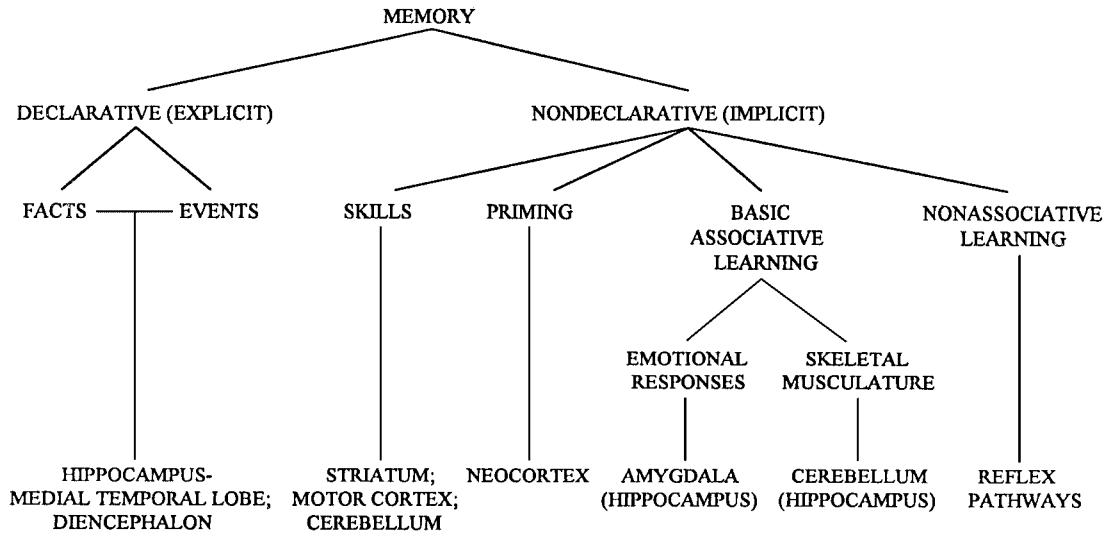 MEMORY
DECLARATIVE (EXPLICIT)
NONDECLARATIVE (IMPLICIT)
FACTS
EVENTS
SKILLS
PRIMING
BASIC
ASSOCIATIVE
LEARNING
NONASSOCIATIVE
LEARNING
EMOTIONAL
RESPONSES
SKELETAL
MUSCULATURE
HIPPOCAMPUS-
MEDIAL TEMPORAL LOBE;
DIENCEPHALON
STRIATUM;
MOTOR CORTEX;
CEREBELLUM
NEOCORTEX
AMYGDALA
(HIPPOCAMPUS)
CEREBELLUM
(HIPPOCAMPUS)
REFLEX
PATHWAYS